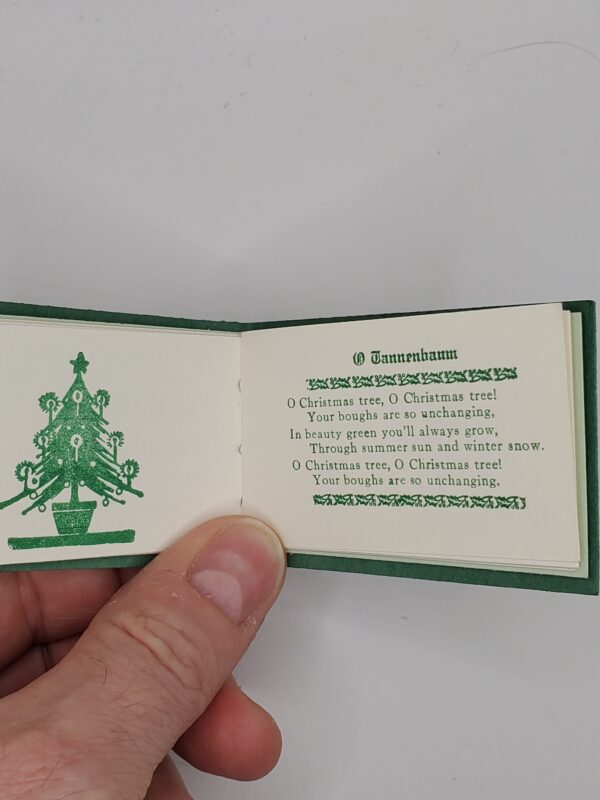 O Tannenbaum
O Christmas tree, O Christmas tree!
Your boughs are so unchanging,
In beauty green you'll always grow,
Through summer sun and winter snow.
O Christmas tree, O Christmas tree!
Your boughs are so unchanging.